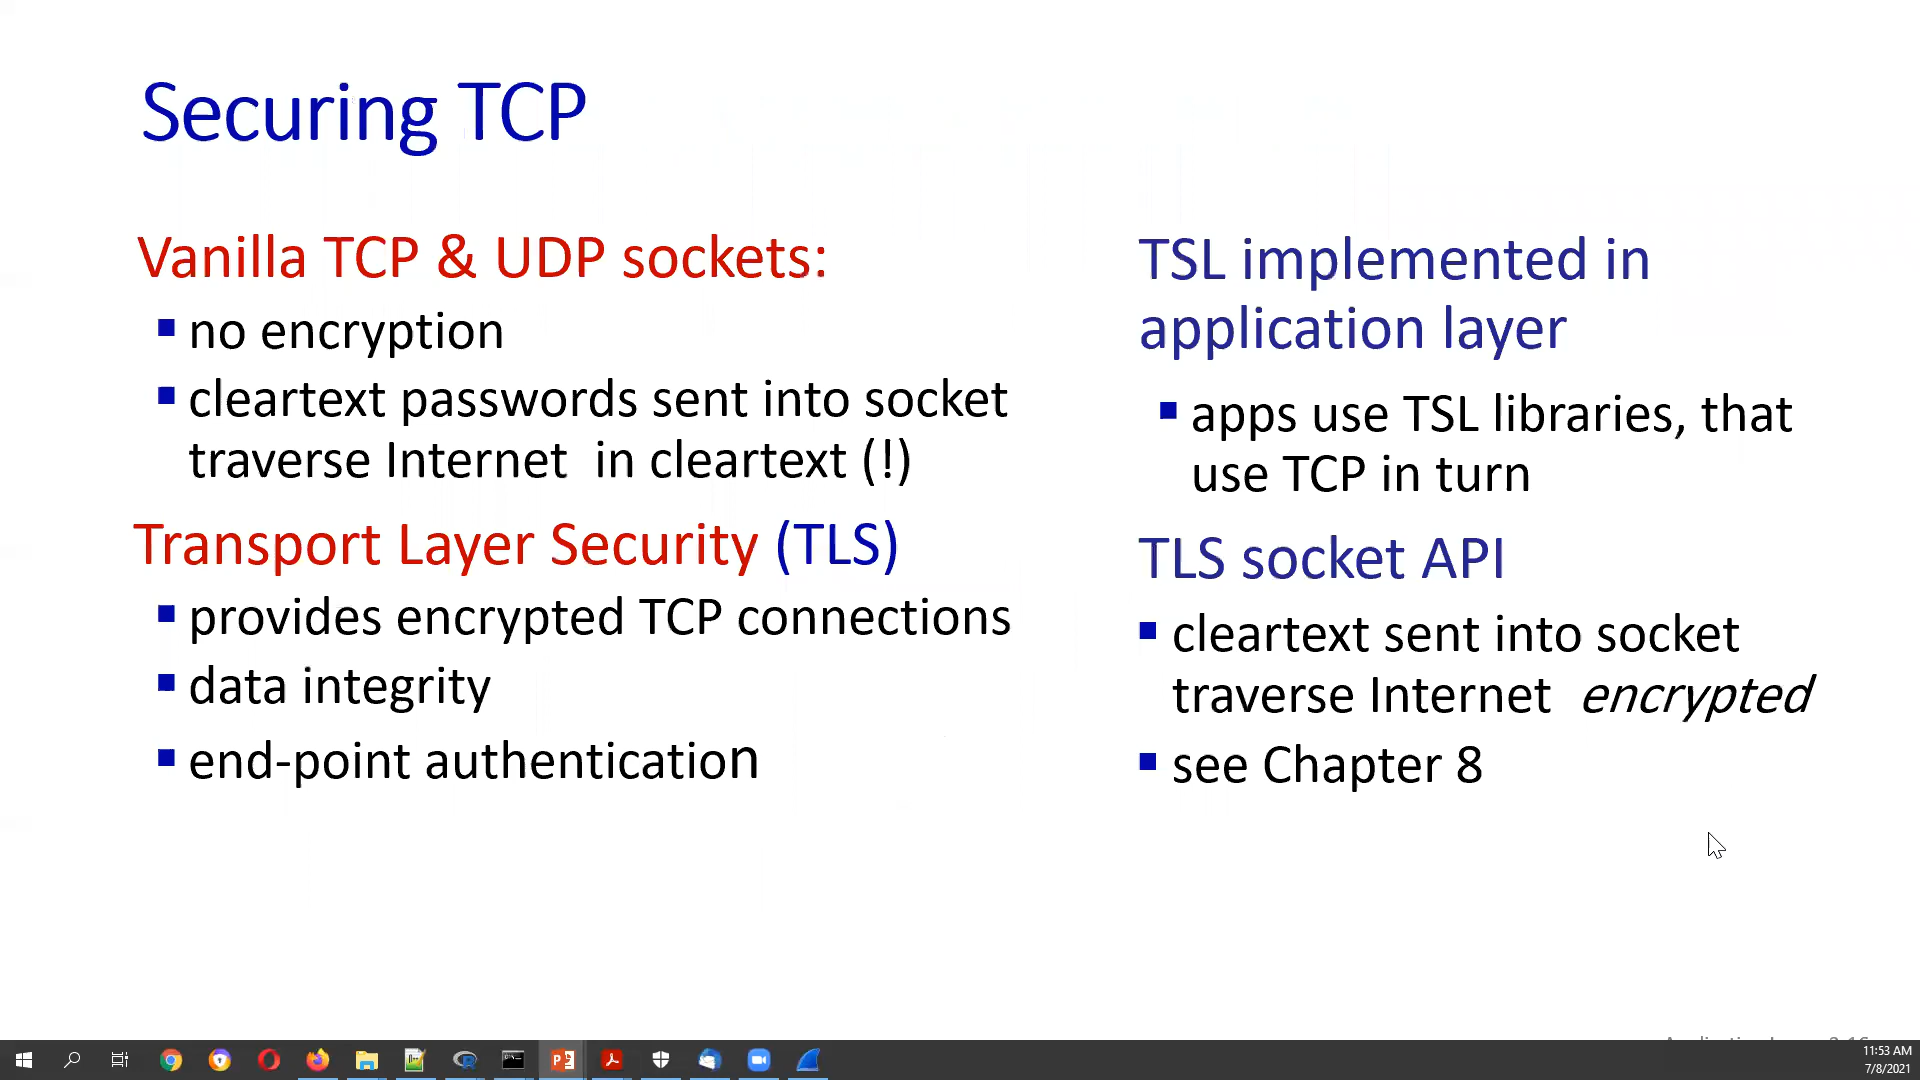 Securing TCP
Vanilla TCP & UDP sockets:
▪ no encryption
▪ cleartext passwords sent into socket
traverse Internet in cleartext (!)
Transport Layer Security (TLS)
▪ provides encrypted TCP connections
▪ data integrity
▪ end-point authentication
TSL implemented in
application layer
▪ apps use TSL libraries, that
use TCP in turn
TLS socket API
▪ cleartext sent into socket
traverse Internet encrypted
▪ see Chapter 8
11:53 AM
7/8/2021